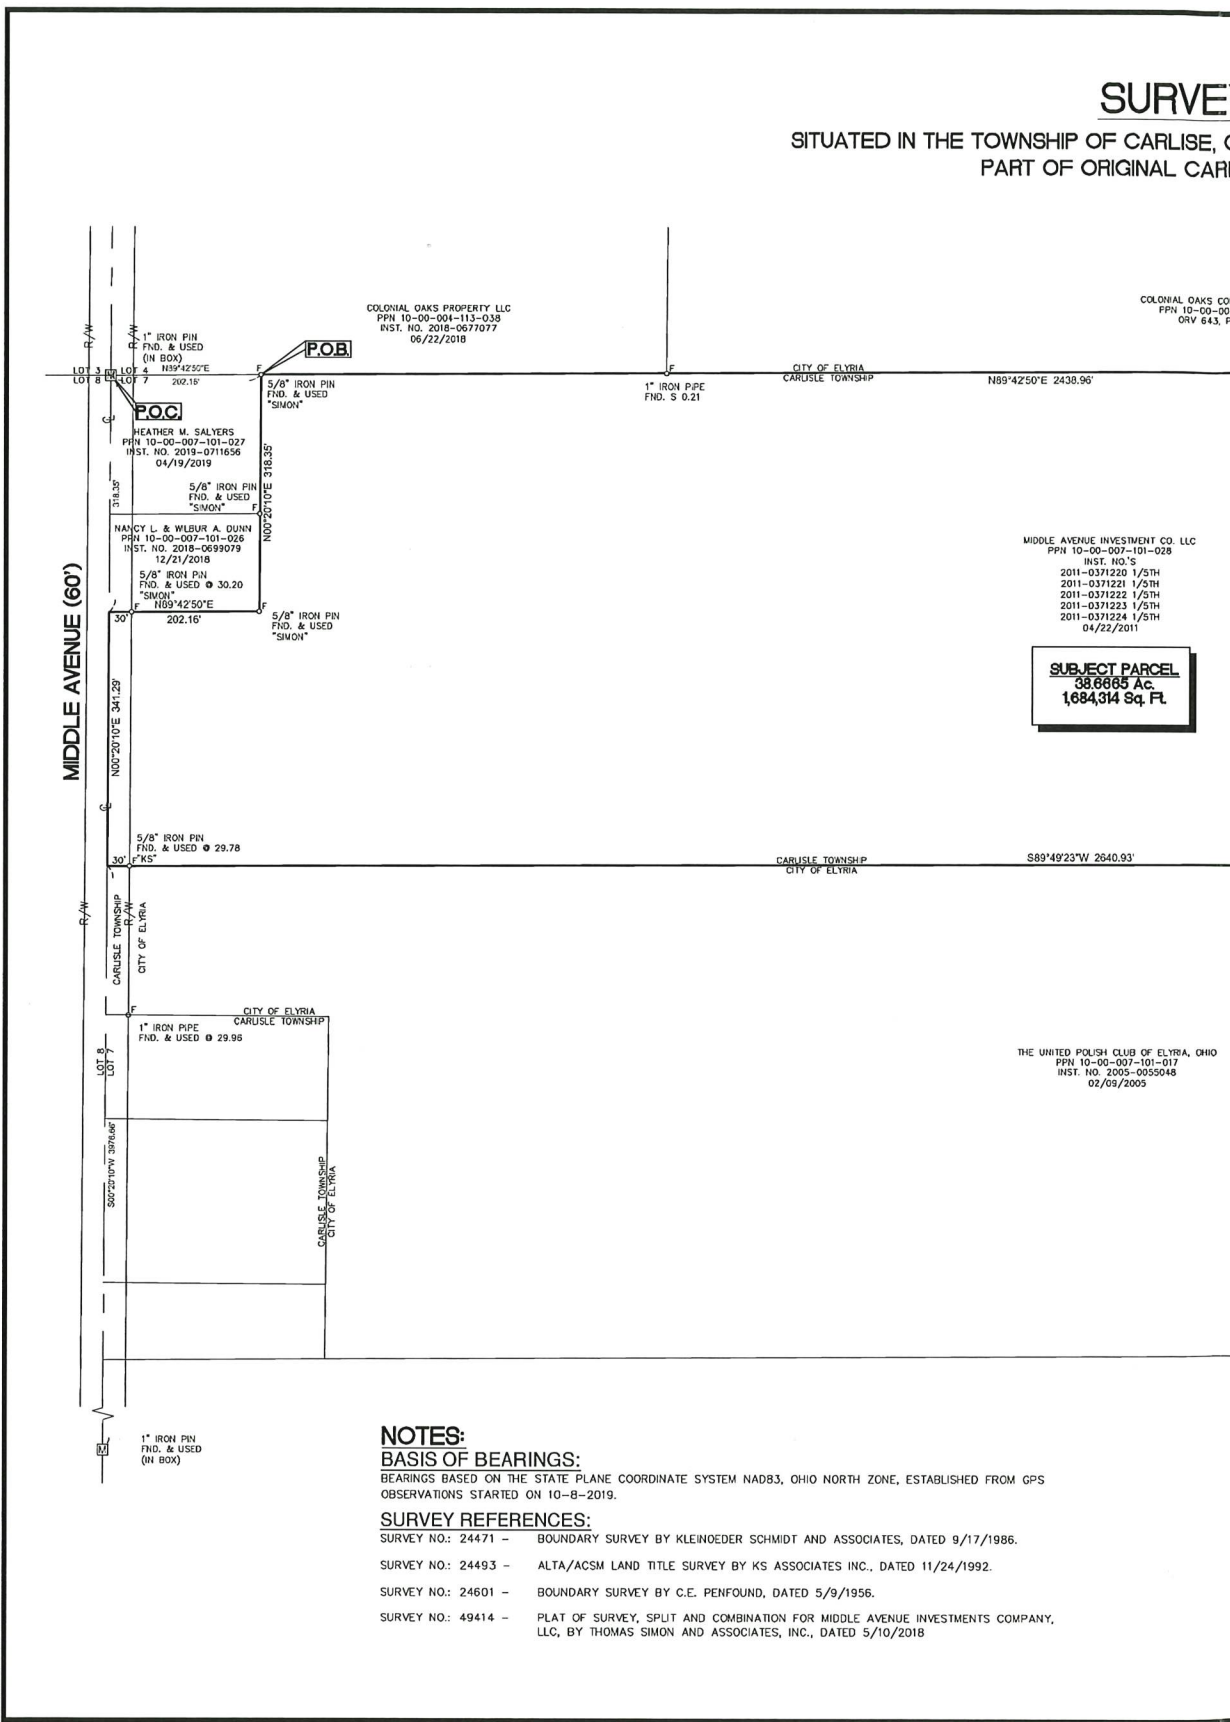 SURVE
SITUATED IN THE TOWNSHIP OF CARLISE,
PART OF ORIGINAL CAR
COLONIAL OAKS PROPERTY LLC
PPN 10-00-004-113-038
INST. NO. 2018-0677077
06/22/2018
COLONIAL OAKS CO
PPN 10-00-00
ORV 643, P
R/W
R/W
1" IRON PIN
FND. & USED
(IN BOX)
P.O.B.
LOT 3
LOT 4
N89°42'50"E
F
LOT 8
M
LOT 7
202.16'
5/8" IRON PIN
FND. & USED
"SIMON"
F
1" IRON PIPE
FND. S 0.21
CITY OF ELYRIA
CARLISLE TOWNSHIP
N89°42'50"E 2438.96'
P.O.C.
HEATHER M. SALYERS
PPN 10-00-007-101-027
INST. NO. 2019-0711656
04/19/2019
318.35'
N00°20'10"E 318.35'
5/8" IRON PIN
FND. & USED
"SIMON"
F
NANCY L. & WILBUR A. DUNN
PPN 10-00-007-101-026
INST. NO. 2018-0699079
12/21/2018
5/8" IRON PIN
FND. & USED @ 30.20
"SIMON"
F
N89°42'50"E
F
30'
202.16'
5/8" IRON PIN
FND. & USED
"SIMON"
MIDDLE AVENUE INVESTMENT CO. LLC
PPN 10-00-007-101-028
INST. NO.'S
2011-0371220 1/5TH
2011-0371221 1/5TH
2011-0371222 1/5TH
2011-0371223 1/5TH
2011-0371224 1/5TH
04/22/2011
SUBJECT PARCEL
38.6665 Ac.
1,684,314 Sq. Ft.
MIDDLE AVENUE (60')
N00°20'10"E 341.29'
5/8" IRON PIN
FND. & USED @ 29.78
30'
F
"KS"
CARLISLE TOWNSHIP
CITY OF ELYRIA
S89°49'23"W 2640.93'
R/W
CARLISLE TOWNSHIP
R/W
CITY OF ELYRIA
F
CITY OF ELYRIA
CARLISLE TOWNSHIP
1" IRON PIPE
FND. & USED @ 29.96
LOT 8
LOT 7
THE UNITED POLISH CLUB OF ELYRIA, OHIO
PPN 10-00-007-101-017
INST. NO. 2005-0055048
02/09/2005
S00°20'10"W 3976.66'
CARLISLE TOWNSHIP
CITY OF ELYRIA
M
1" IRON PIN
FND. & USED
(IN BOX)
NOTES:
BASIS OF BEARINGS:
BEARINGS BASED ON THE STATE PLANE COORDINATE SYSTEM NAD83, OHIO NORTH ZONE, ESTABLISHED FROM GPS
OBSERVATIONS STARTED ON 10-8-2019.
SURVEY REFERENCES:
SURVEY NO.: 24471 - BOUNDARY SURVEY BY KLEINOEDER SCHMIDT AND ASSOCIATES, DATED 9/17/1986.
SURVEY NO.: 24493 - ALTA/ACSM LAND TITLE SURVEY BY KS ASSOCIATES INC., DATED 11/24/1992.
SURVEY NO.: 24601 - BOUNDARY SURVEY BY C.E. PENFOUND, DATED 5/9/1956.
SURVEY NO.: 49414 - PLAT OF SURVEY, SPLIT AND COMBINATION FOR MIDDLE AVENUE INVESTMENTS COMPANY,
LLC, BY THOMAS SIMON AND ASSOCIATES, INC., DATED 5/10/2018